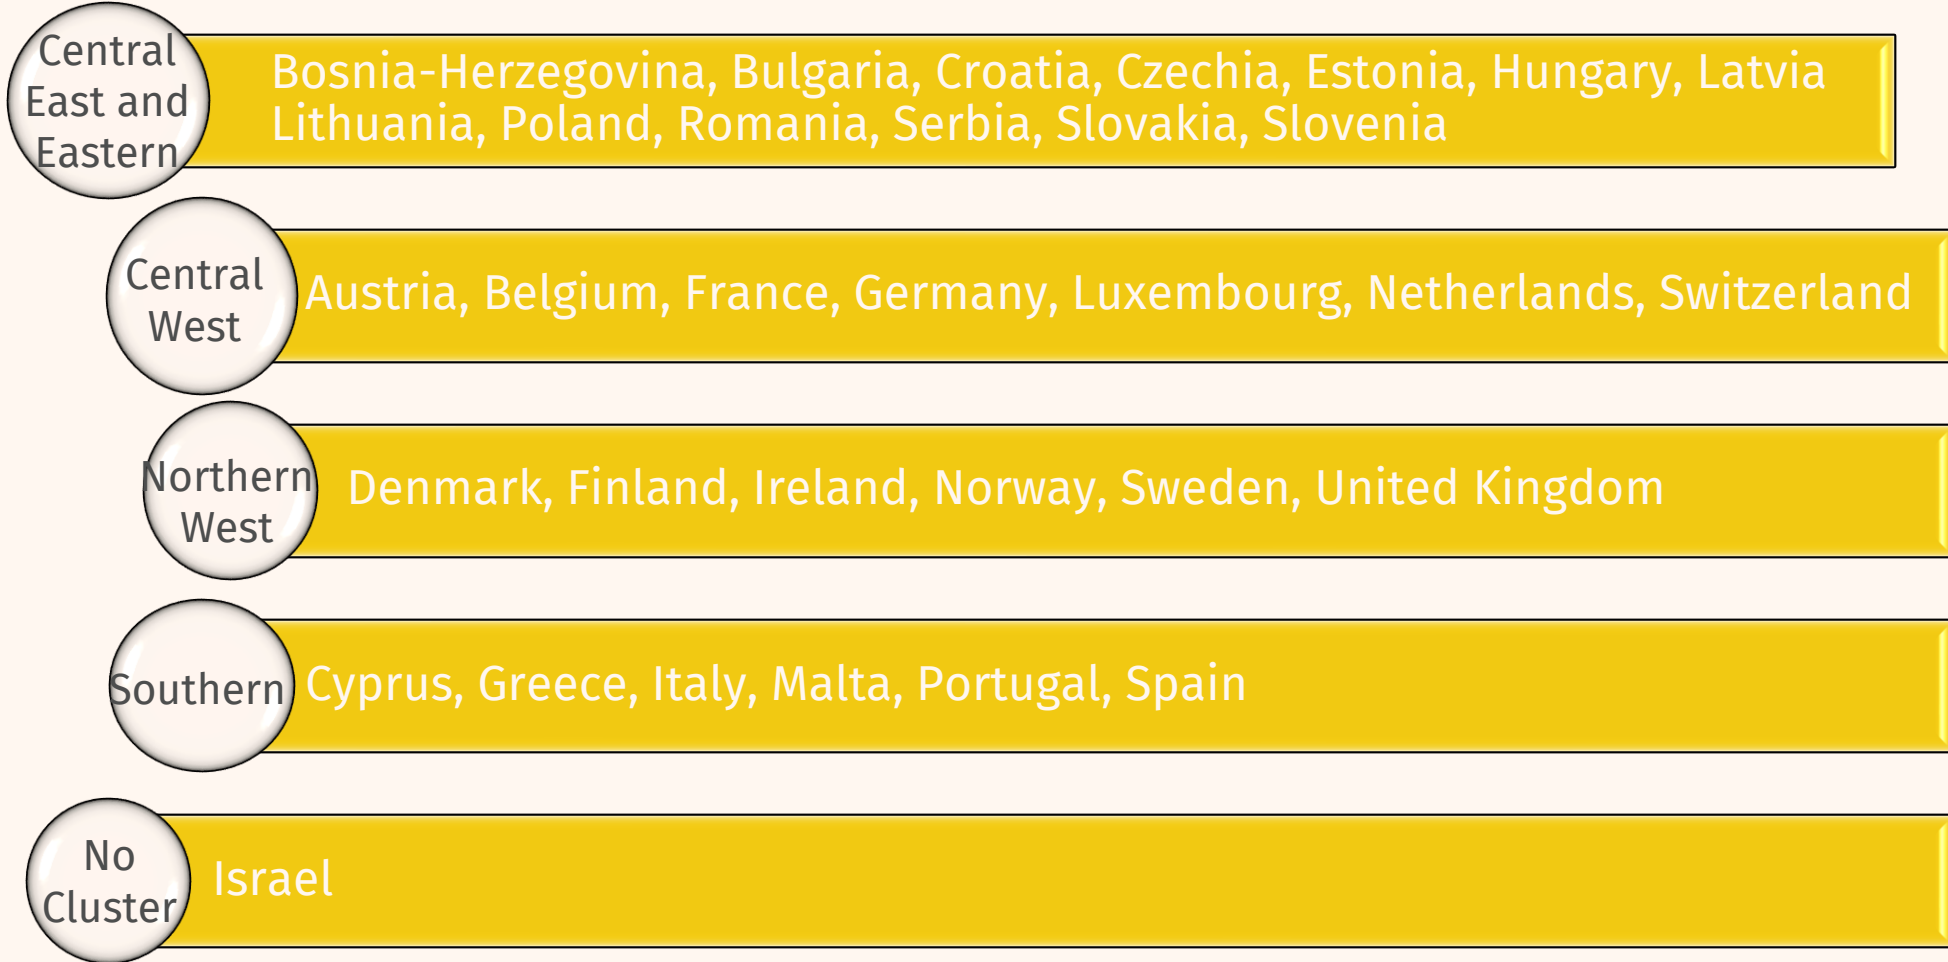 Central
East and
Eastern
Bosnia-Herzegovina, Bulgaria, Croatia, Czechia, Estonia, Hungary, Latvia
Lithuania, Poland, Romania, Serbia, Slovakia, Slovenia
Central
West
Austria, Belgium, France, Germany, Luxembourg, Netherlands, Switzerland
Northern
West
Denmark, Finland, Ireland, Norway, Sweden, United Kingdom
Southern
Cyprus, Greece, Italy, Malta, Portugal, Spain
No
Cluster
Israel